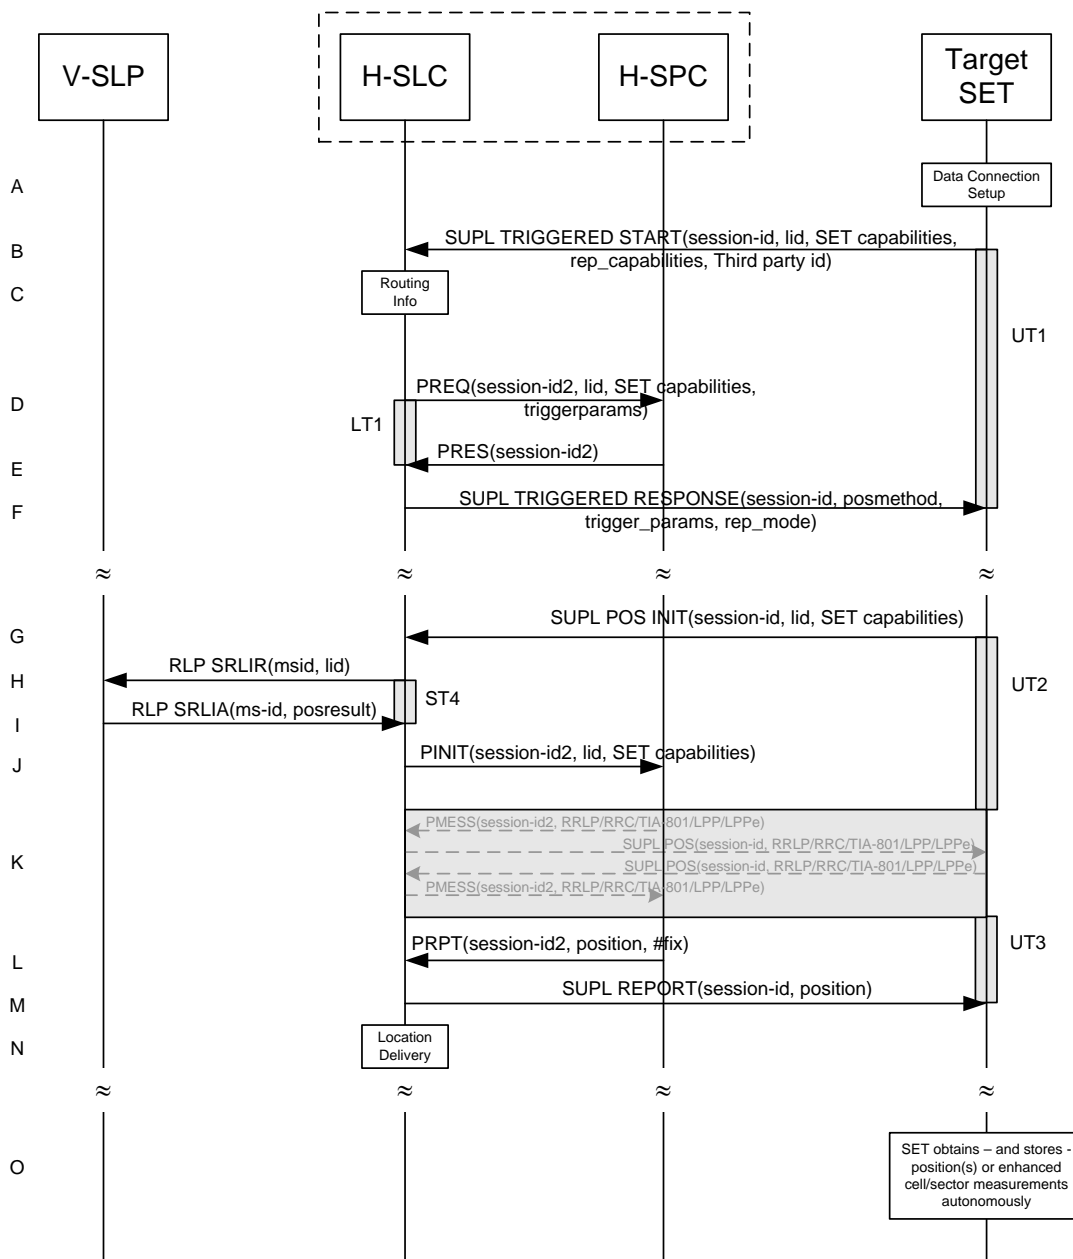 V-SLP
H-SLC
H-SPC
Target
SET
A
Data Connection
Setup
B
SUPL TRIGGERED START(session-id, lid, SET capabilities,
rep_capabilities, Third party id)
C
Routing
Info
UT1
D
PREQ(session-id2, lid, SET capabilities,
triggerparams)
LT1
E
PRES(session-id2)
F
SUPL TRIGGERED RESPONSE(session-id, posmethod,
trigger_params, rep_mode)
≈ ≈ ≈ ≈
G
SUPL POS INIT(session-id, lid, SET capabilities)
H
RLP SRLIR(msid, lid)
ST4
UT2
I
RLP SRLIA(ms-id, posresult)
J
PINIT(session-id2, lid, SET capabilities)
K
PMESS(session-id2, RRLP/RRC/TIA-801/LPP/LPPe)
SUPL POS(session-id, RRLP/RRC/TIA-801/LPP/LPPe)
SUPL POS(session-id, RRLP/RRC/TIA-801/LPP/LPPe)
PMESS(session-id2, RRLP/RRC/TIA-801/LPP/LPPe)
L
PRPT(session-id2, position, #fix)
UT3
M
SUPL REPORT(session-id, position)
N
Location
Delivery
≈ ≈ ≈ ≈
O
SET obtains – and stores -
position(s) or enhanced
cell/sector measurements
autonomously